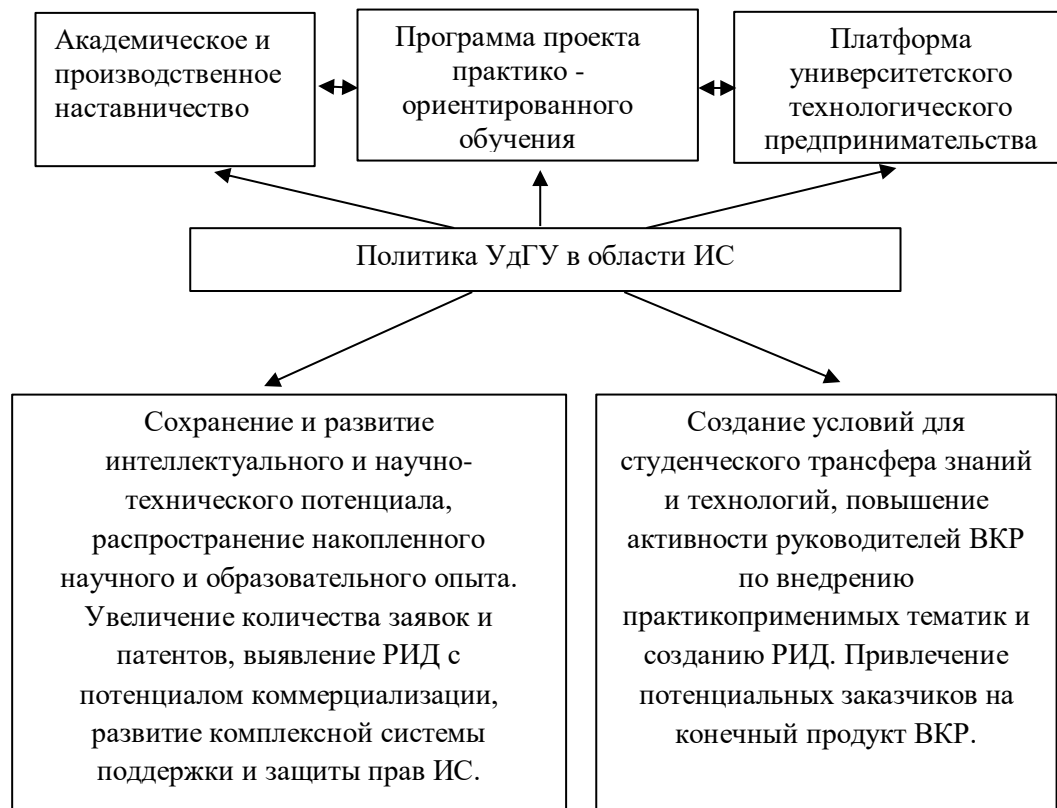 Академическое и
производственное
наставничество
Программа проекта
практико -
ориентированного
обучения
Платформа
университетского
технологического
предпринимательства
Политика УдГУ в области ИС
Сохранение и развитие
интеллектуального и научно-
технического потенциала,
распространение накопленного
научного и образовательного опыта.
Увеличение количества заявок и
патентов, выявление РИД с
потенциалом коммерциализации,
развитие комплексной системы
поддержки и защиты прав ИС.
Создание условий для
студенческого трансфера знаний
и технологий, повышение
активности руководителей ВКР
по внедрению
практикоприменимых тематик и
созданию РИД. Привлечение
потенциальных заказчиков на
конечный продукт ВКР.